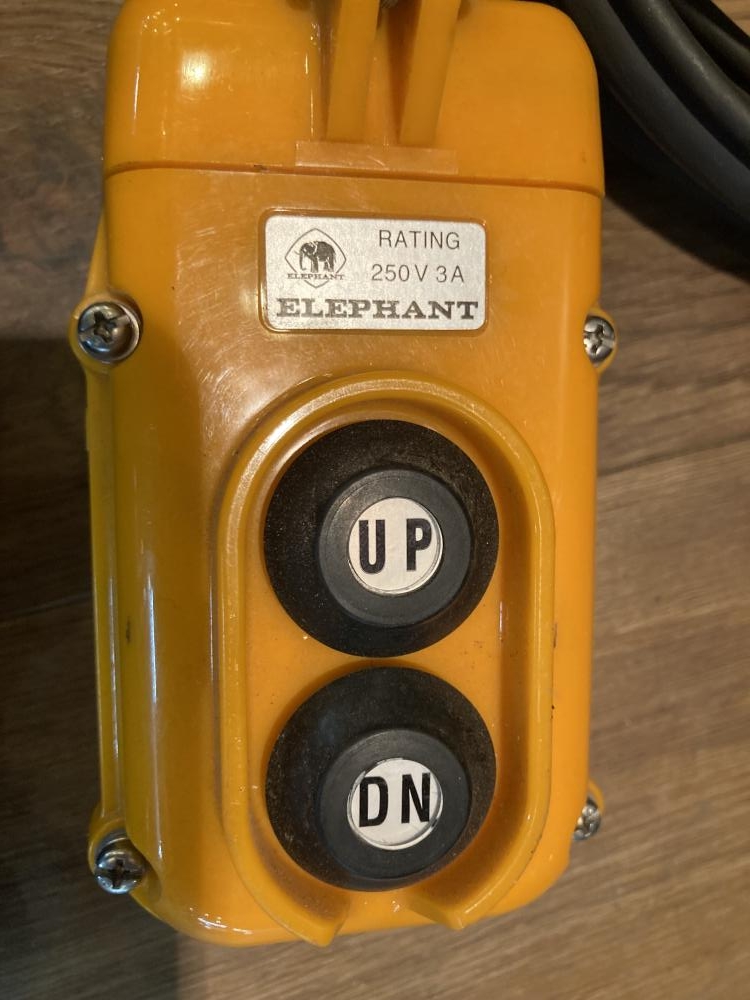 ELEPHANT
RATING
250V 3A
ELEPHANT
UP
DN